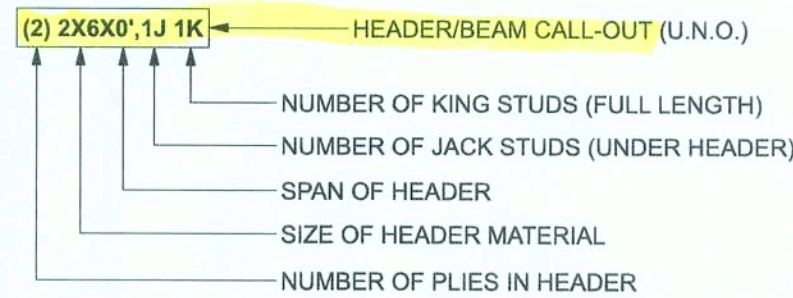 (2) 2X6X0',1J 1K HEADER/BEAM CALL-OUT (U.N.O.)
NUMBER OF KING STUDS (FULL LENGTH)
NUMBER OF JACK STUDS (UNDER HEADER)
SPAN OF HEADER
SIZE OF HEADER MATERIAL
NUMBER OF PLIES IN HEADER